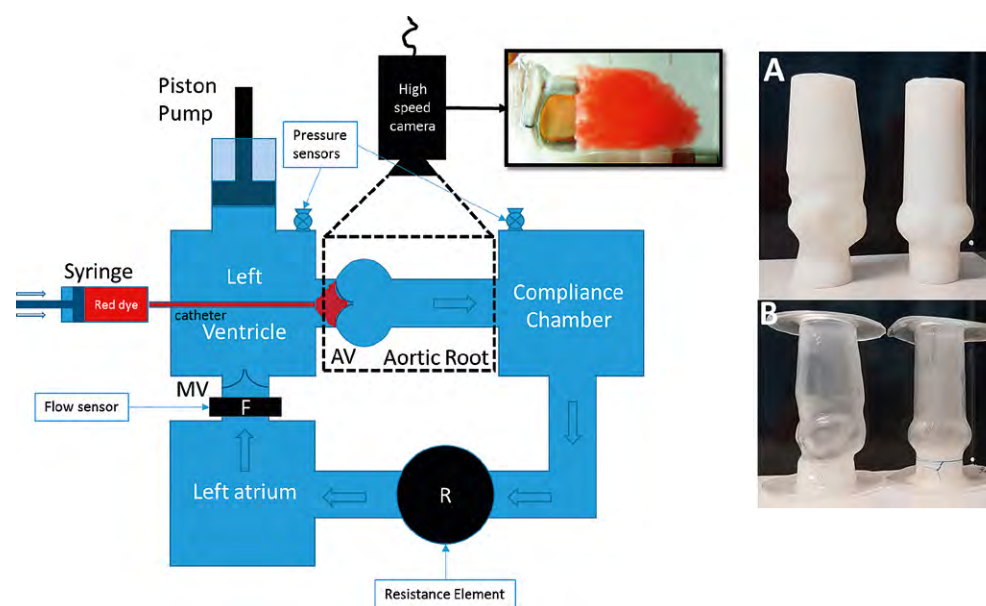 Piston
Pump
High
speed
camera
Pressure
sensors
A
Syringe
Red dye
catheter
Left
Ventricle
AV
Aortic Root
Compliance
Chamber
B
MV
Flow sensor
F
Left atrium
R
Resistance Element